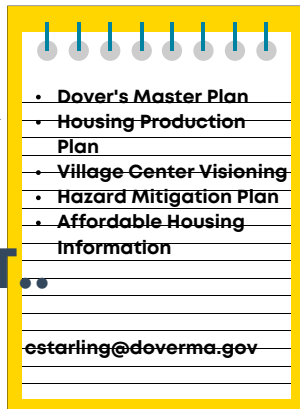 • Dover's Master Plan
• Housing Production
Plan
• Village Center Visioning
• Hazard Mitigation Plan
• Affordable Housing
Information
T..
cstarling@doverma.gov